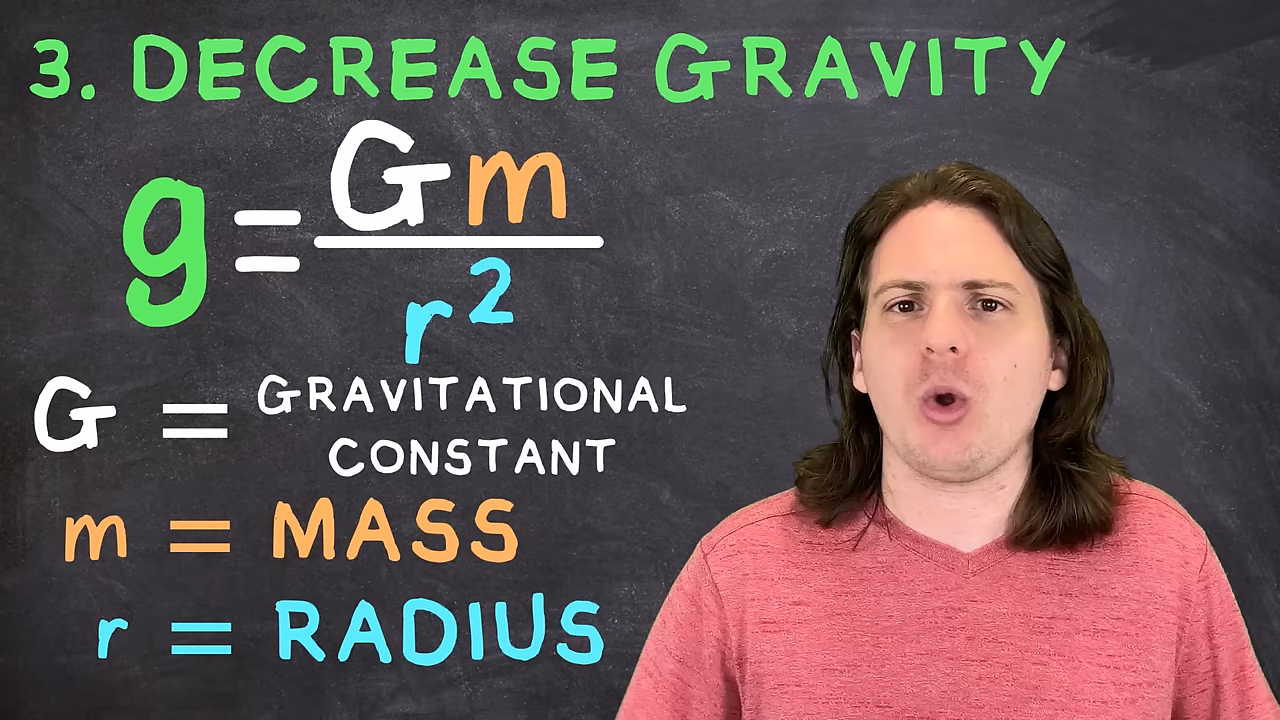 3. DECREASE GRAVITY
g = Gm
r²
G = GRAVITATIONAL
CONSTANT
m = MASS
r = RADIUS